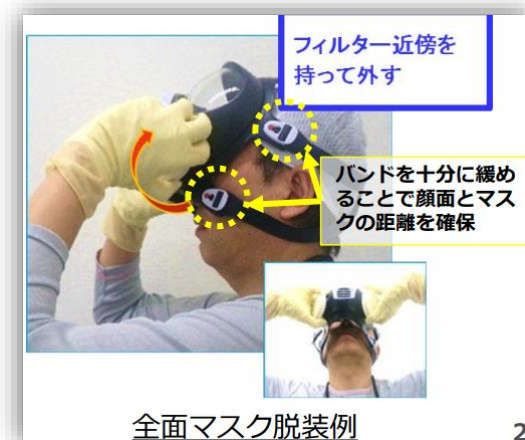 フィルター近傍を
持って外す
バンドを十分に緩め
ることで顔面とマス
クの距離を確保
全面マスク脱装例
2